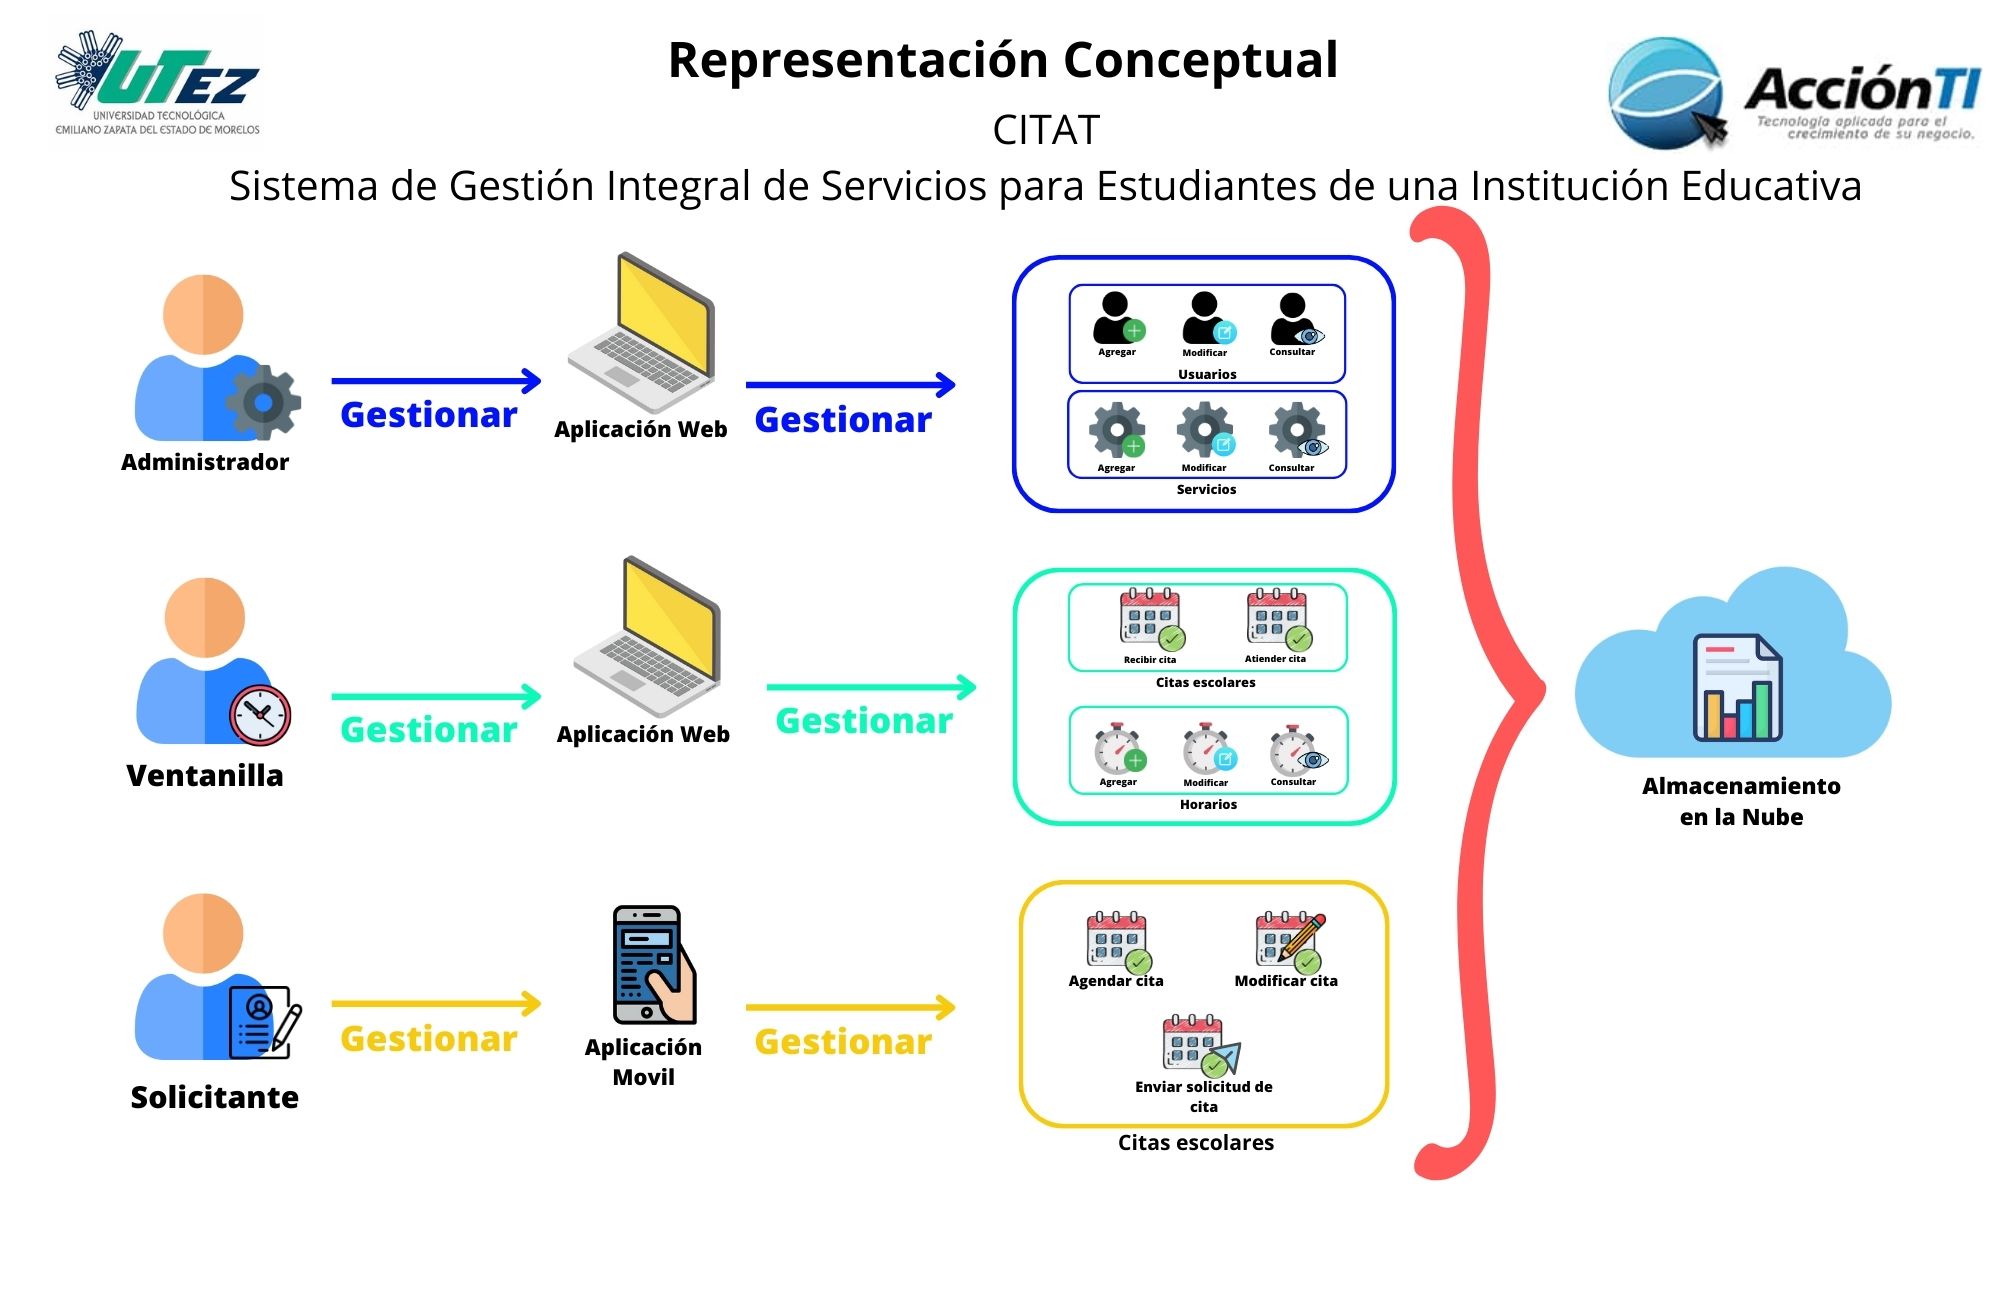 UTEZ
UNIVERSIDAD TECNOLÓGICA
EMILIANO ZAPATA DEL ESTADO DE MORELOS
Representación Conceptual
CITAT
Sistema de Gestión Integral de Servicios para Estudiantes de una Institución Educativa
AcciónTI
Tecnología aplicada para el
crecimiento de su negocio.
Administrador
Gestionar
Aplicación Web
Gestionar
Agregar
Modificar
Consultar
Usuarios
Agregar
Modificar
Consultar
Servicios
Ventanilla
Gestionar
Aplicación Web
Gestionar
Recibir cita
Atiender cita
Citas escolares
Agregar
Modificar
Consultar
Horarios
Solicitante
Gestionar
Aplicación
Movil
Gestionar
Agendar cita
Modificar cita
Enviar solicitud de
cita
Citas escolares
Almacenamiento
en la Nube